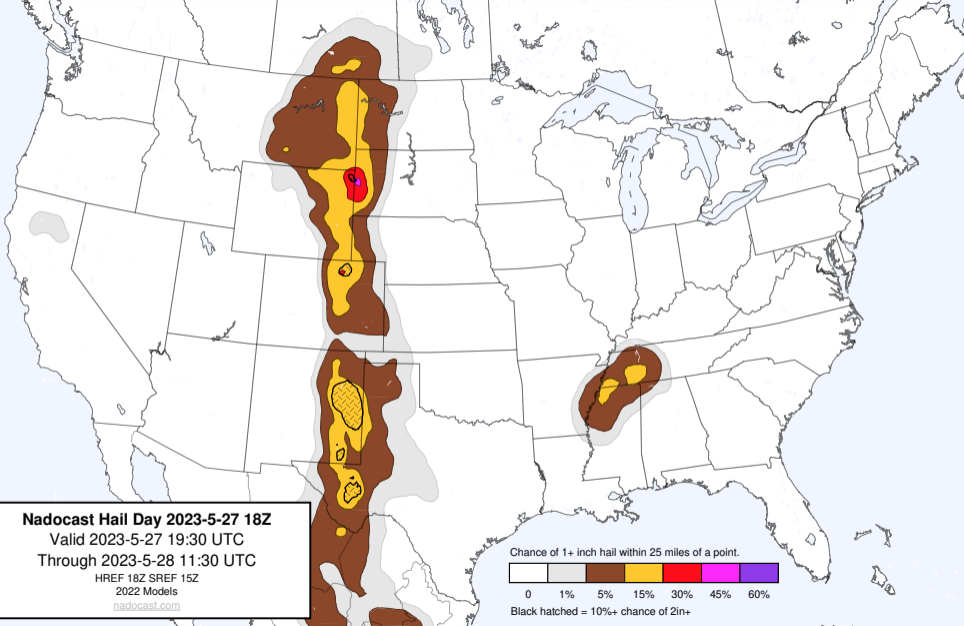 Nadocast Hail Day 2023-5-27 18Z
Valid 2023-5-27 19:30 UTC
Through 2023-5-28 11:30 UTC
HREF 18Z SREF 15Z
2022 Models
nadocast.com
Chance of 1+ inch hail within 25 miles of a point.
0 1% 5% 15% 30% 45% 60%
Black hatched = 10%+ chance of 2in+